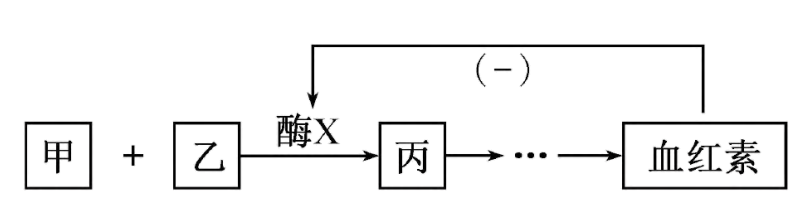 (－)
酶X
甲 + 乙 丙 … 血红素